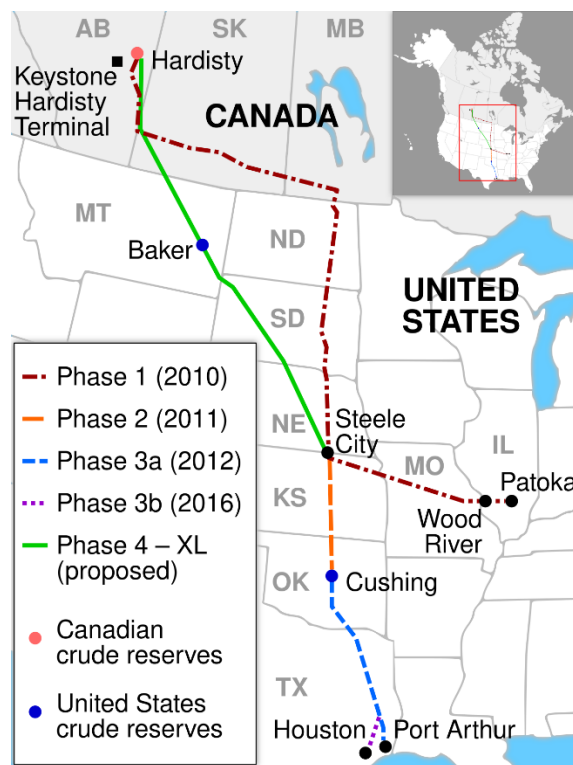 AB
SK
MB
Hardisty
Keystone
Hardisty
Terminal
CANADA
MT
ND
Baker
UNITED
STATES
SD
Phase 1 (2010)
Phase 2 (2011)
Phase 3a (2012)
Phase 3b (2016)
Phase 4 – XL
(proposed)
Canadian
crude reserves
United States
crude reserves
NE
Steele
City
IL
MO
Patoka
KS
Wood
River
OK
Cushing
TX
Houston
Port Arthur